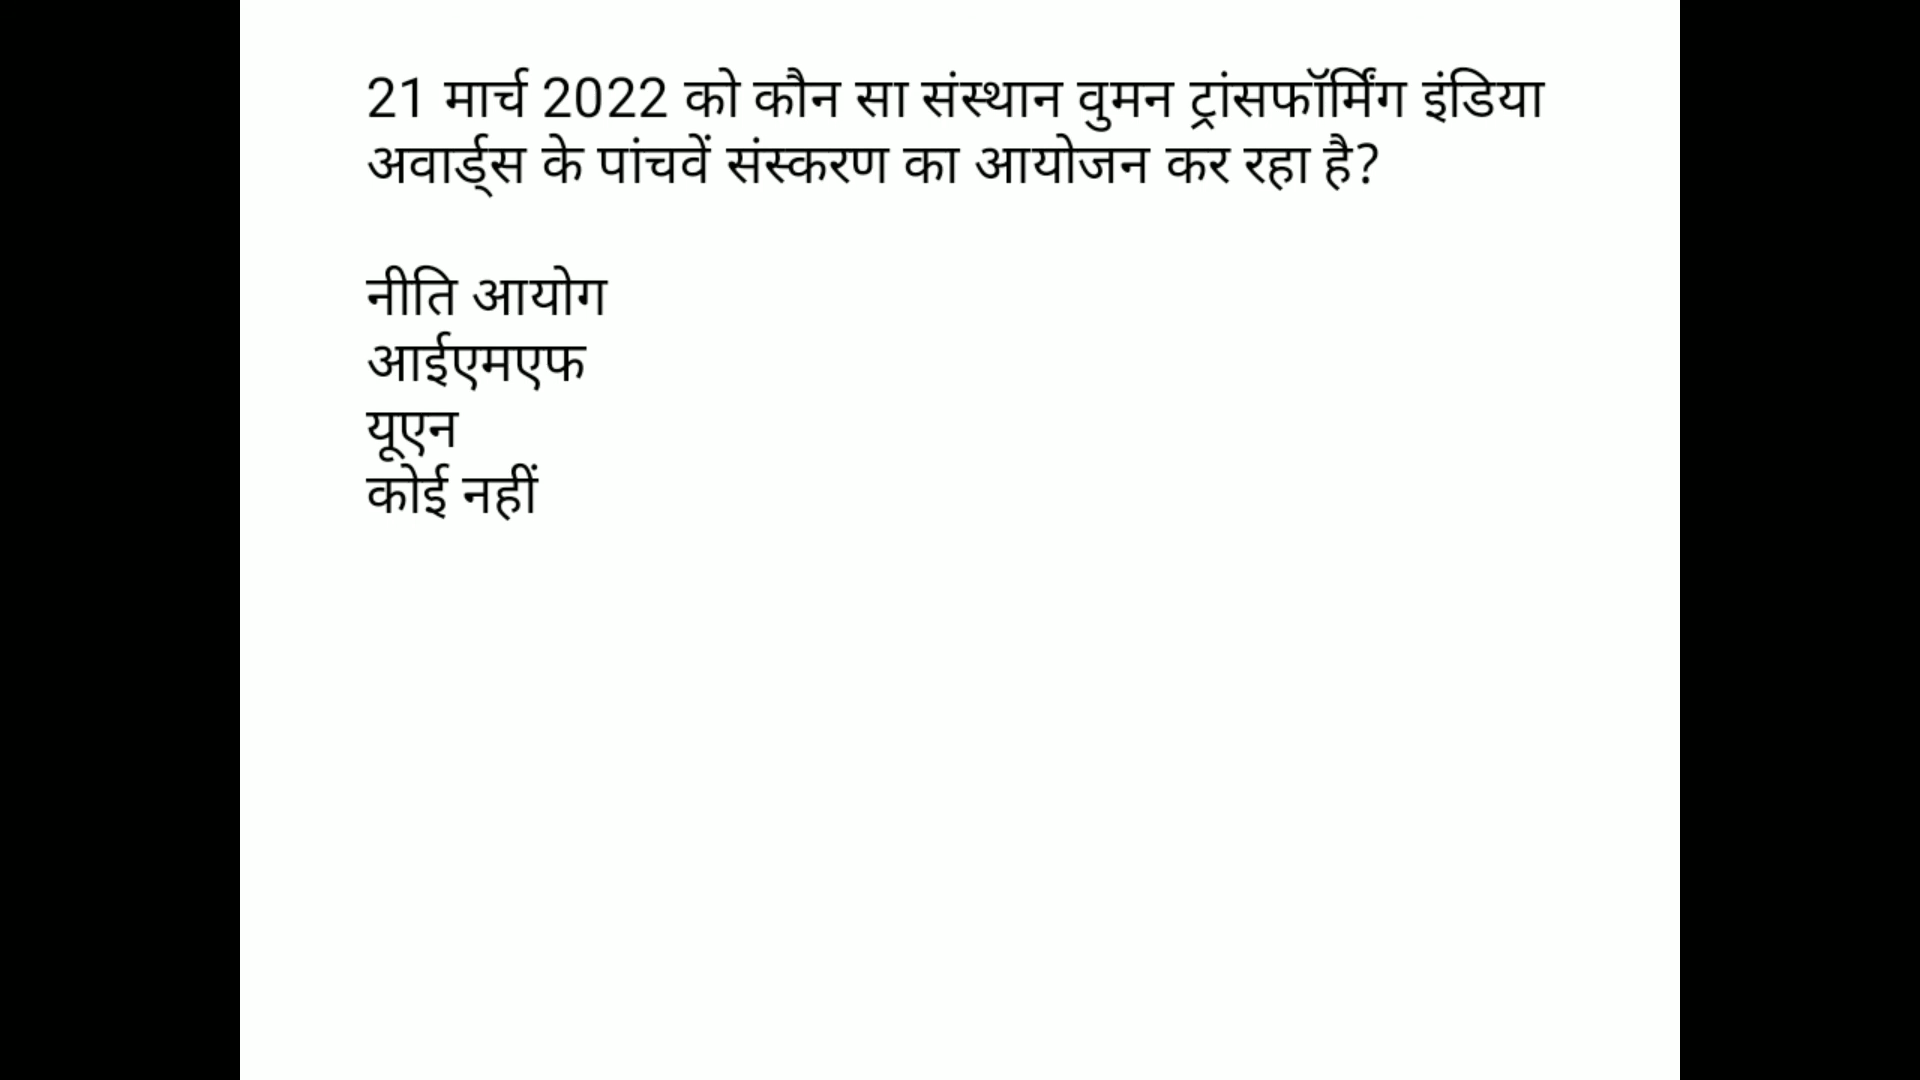 21 मार्च 2022 को कौन सा संस्थान वुमन ट्रांसफॉर्मिंग इंडिया
अवार्ड्स के पांचवें संस्करण का आयोजन कर रहा है?
नीति आयोग
आईएमएफ
यूएन
कोई नहीं